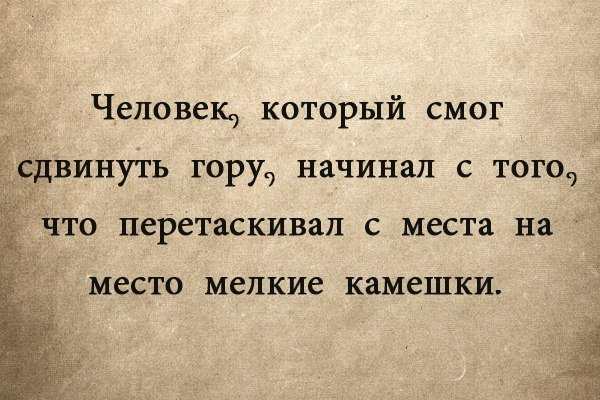 Человек, который смог
сдвинуть гору, начинал с того,
что перетаскивал с места на
место мелкие камешки.